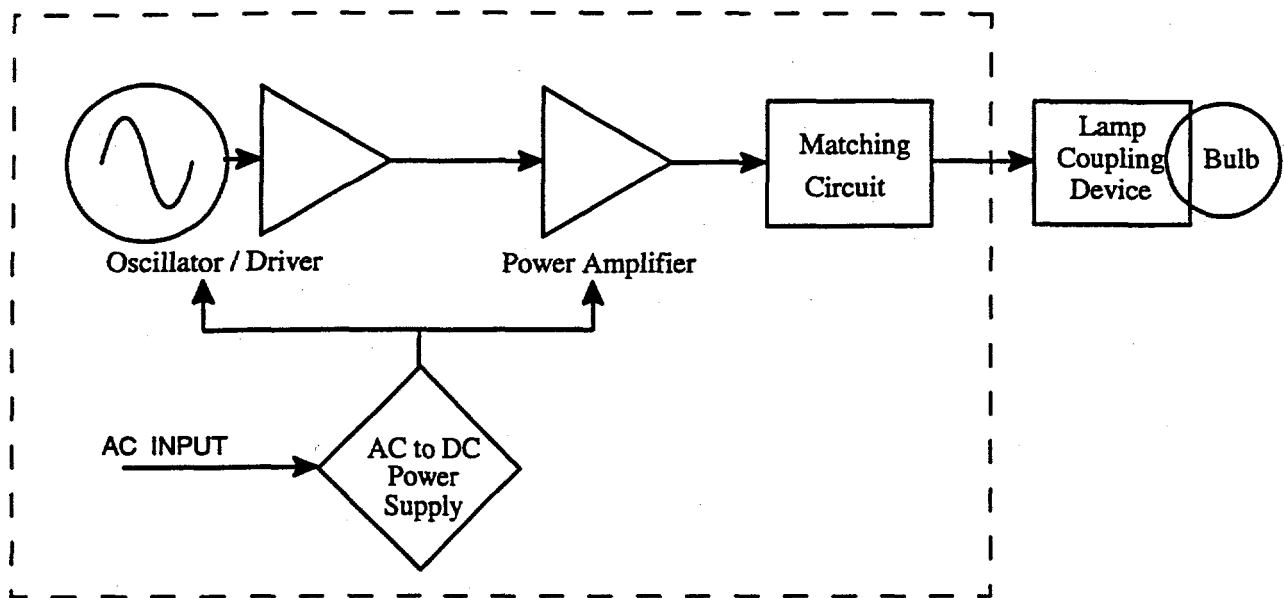 Matching
Circuit
Lamp
Coupling
Device
Bulb
Oscillator / Driver
Power Amplifier
AC INPUT
AC to DC
Power
Supply